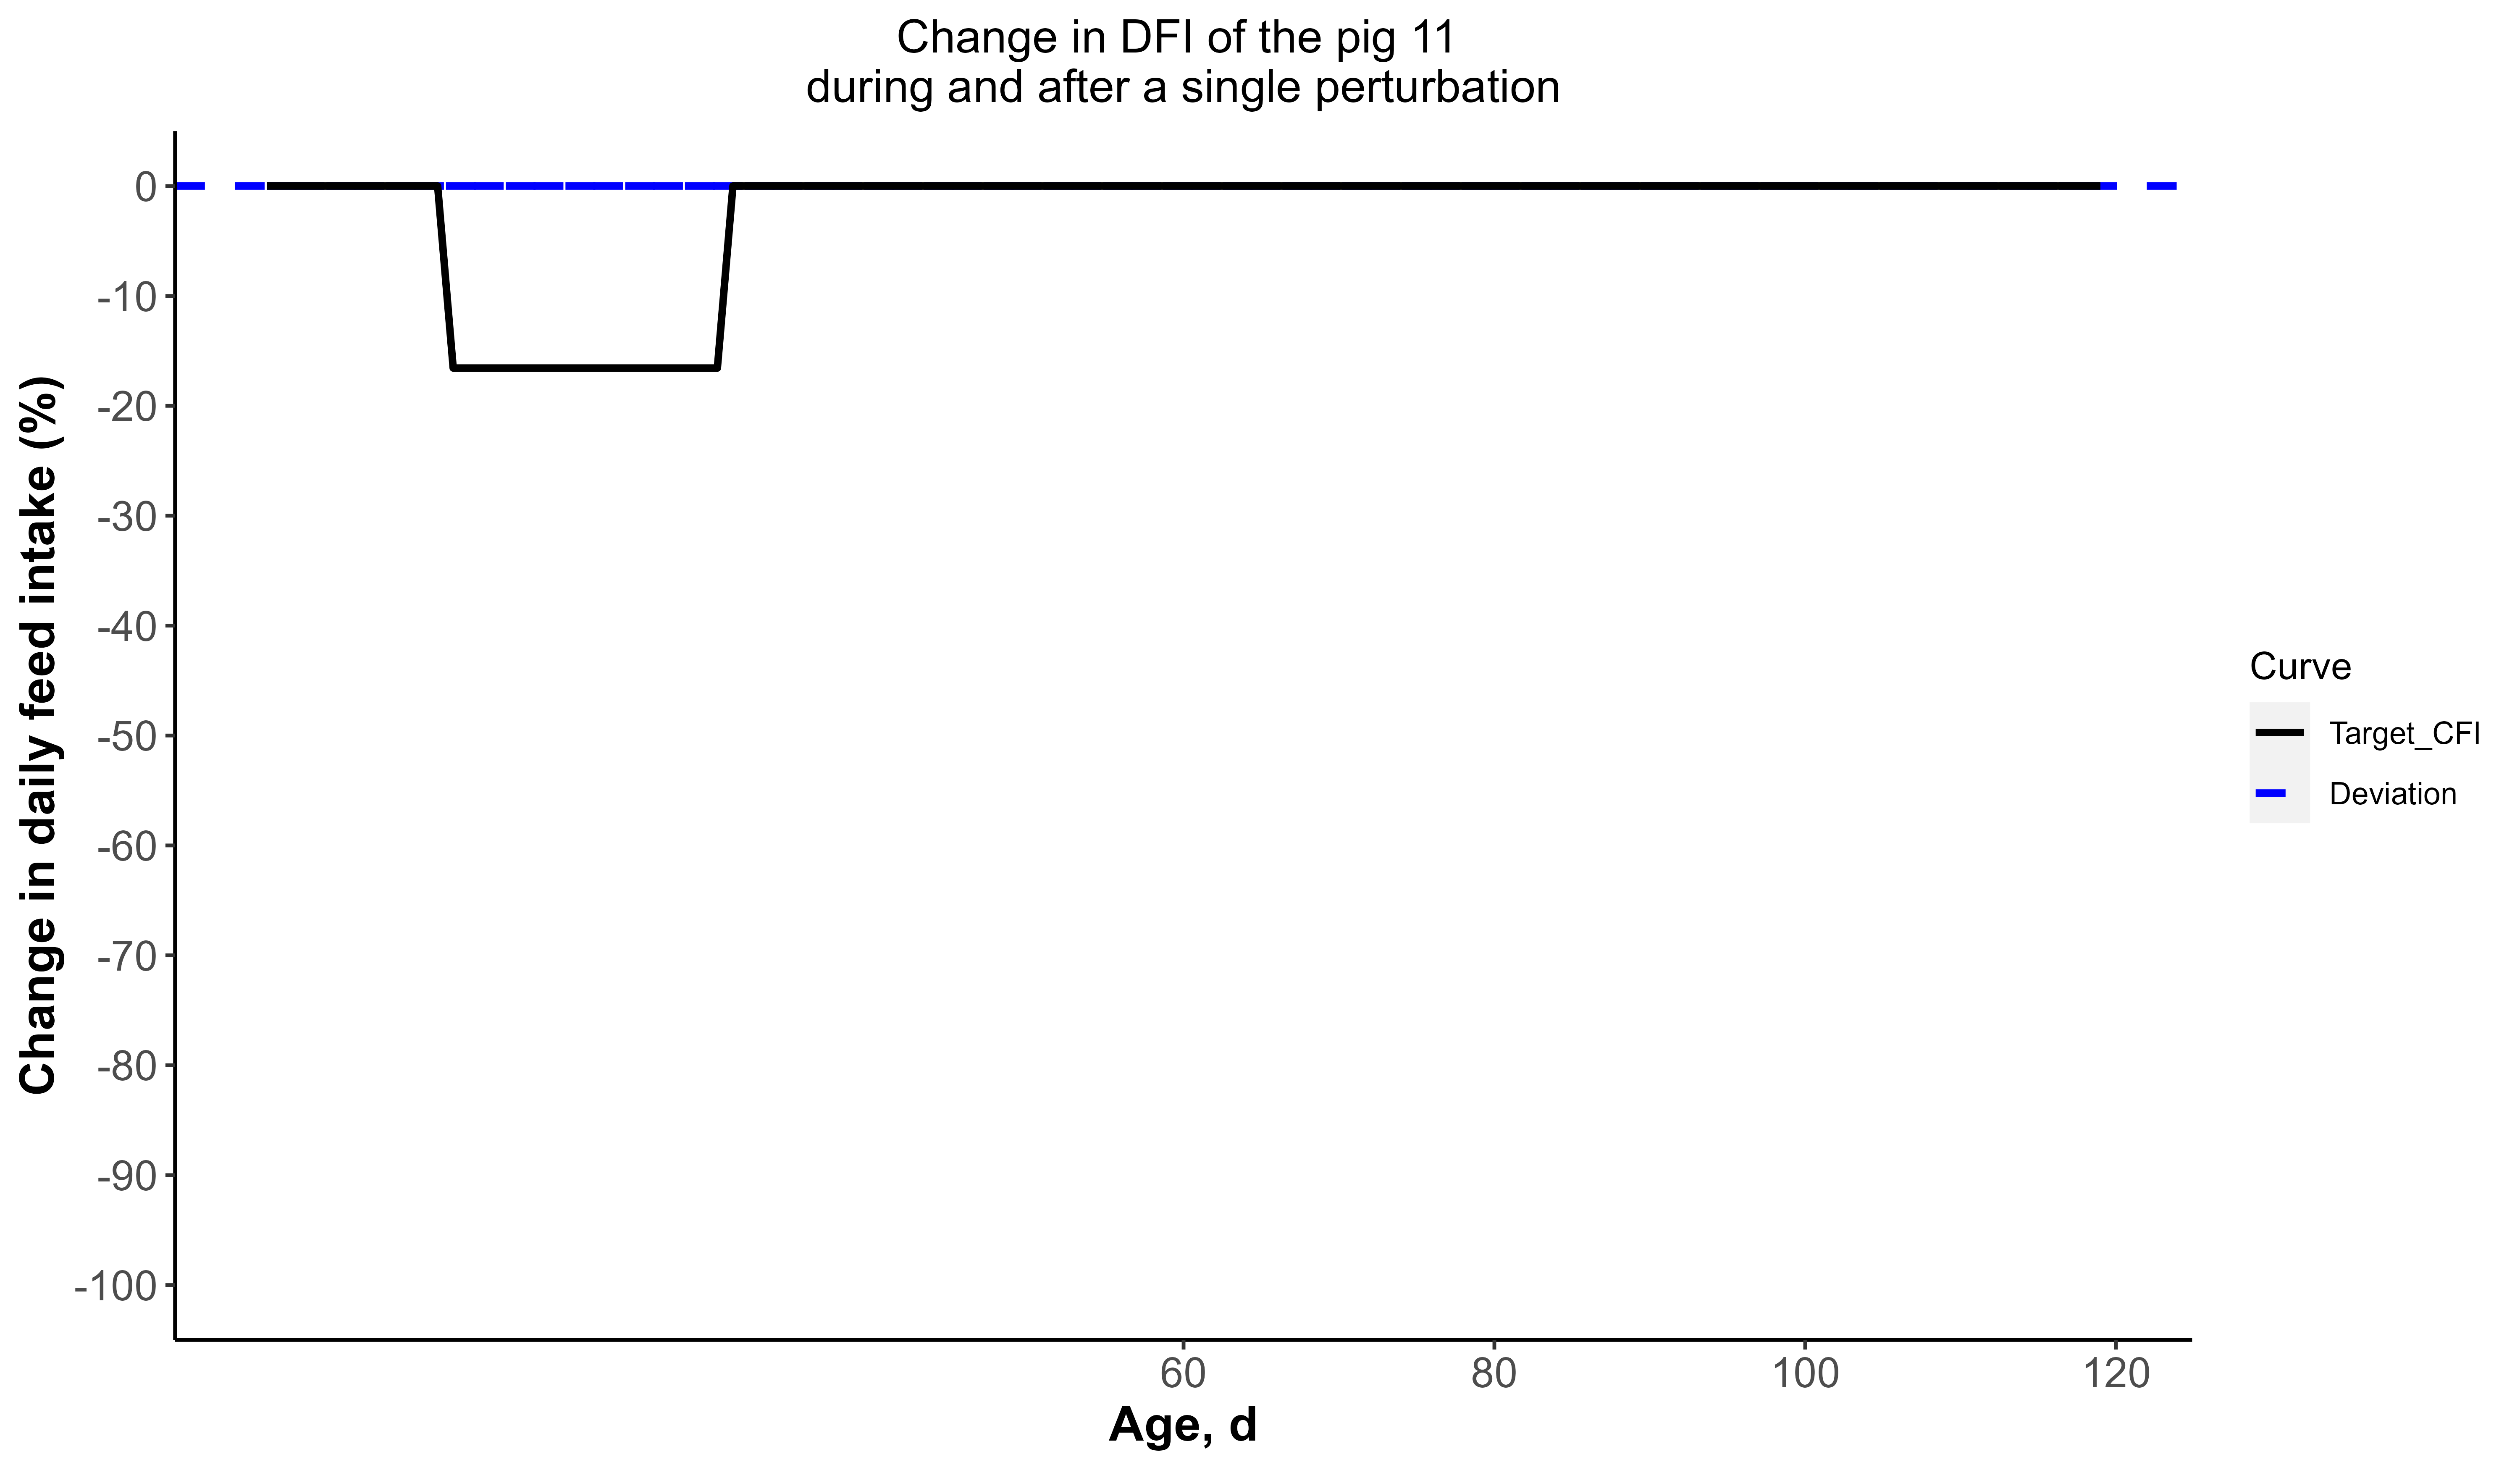 Change in DFI of the pig 11
during and after a single perturbation
Change in daily feed intake (%)
0
-10
-20
-30
-40
-50
-60
-70
-80
-90
-100
60
80
100
120
Age, d
Curve
Target_CFI
Deviation